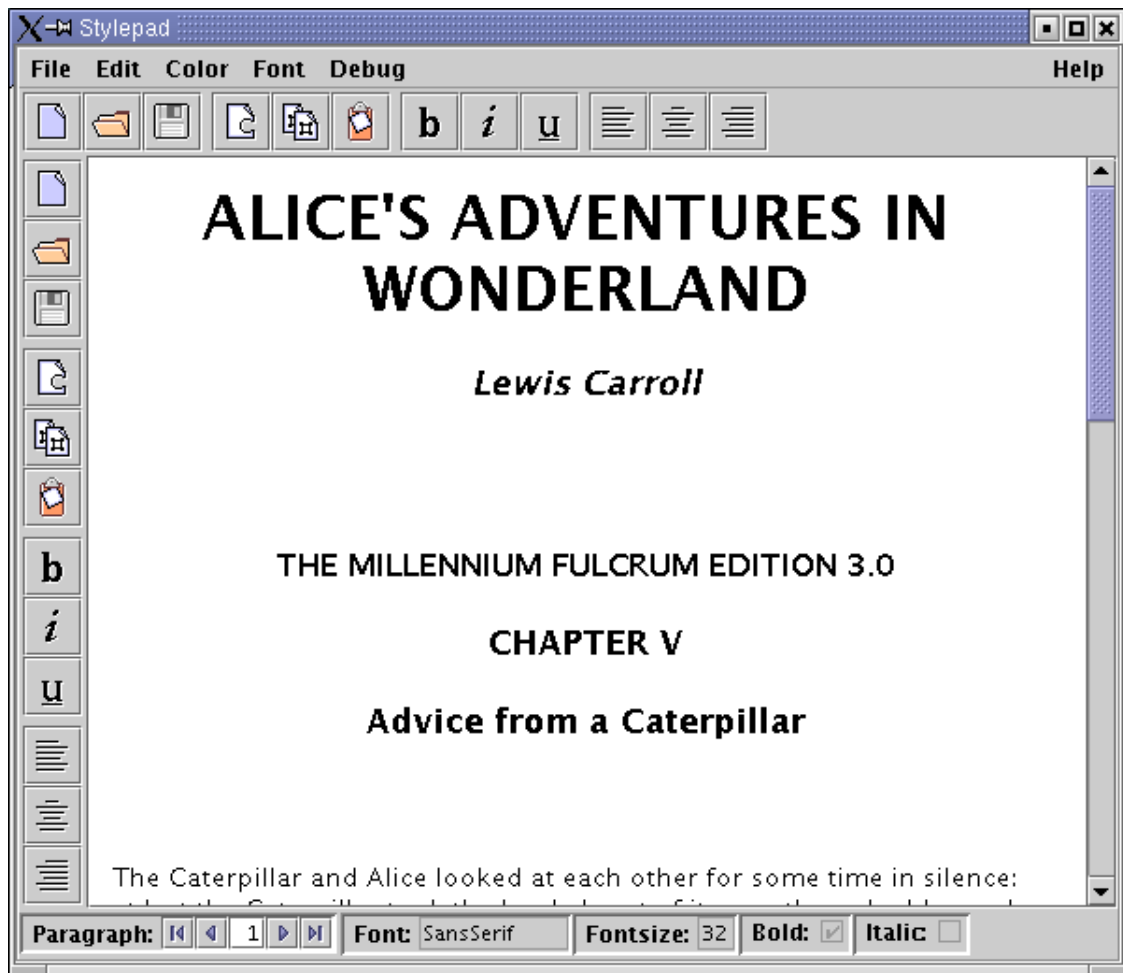 Stylepad
File Edit Color Font Debug Help
b i u
ALICE'S ADVENTURES IN
WONDERLAND
Lewis Carroll
THE MILLENNIUM FULCRUM EDITION 3.0
CHAPTER V
Advice from a Caterpillar
b
i
u
The Caterpillar and Alice looked at each other for some time in silence:
Paragraph: 1 Font: SansSerif Fontsize: 32 Bold: Italic: